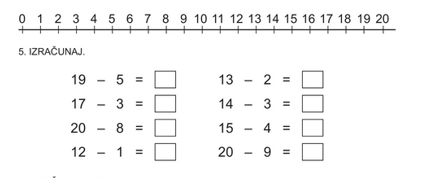 0 1 2 3 4 5 6 7 8 9 10 11 12 13 14 15 16 17 18 19 20
5. IZRAČUNAJ.
19 – 5 =
13 – 2 =
17 – 3 =
14 – 3 =
20 – 8 =
15 – 4 =
12 – 1 =
20 – 9 =